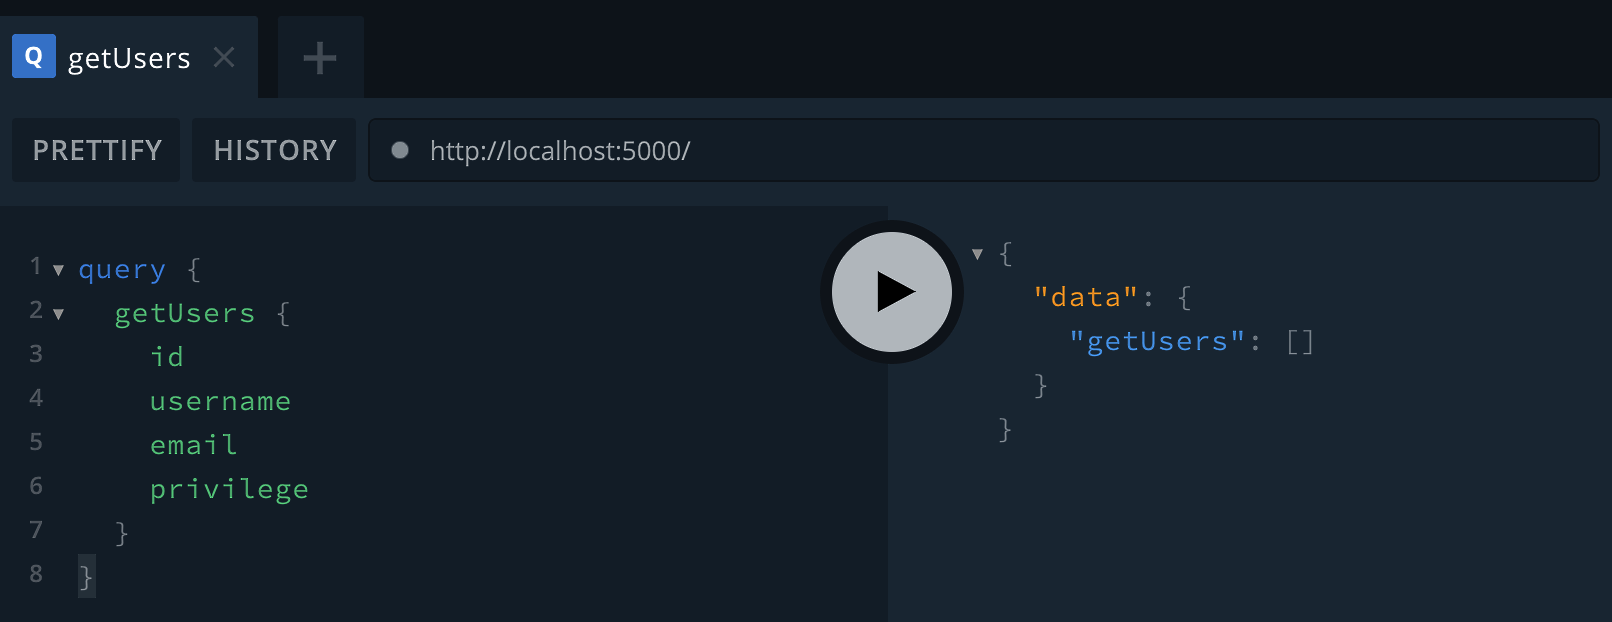 Q getUsers
PRETTIFY HISTORY http://localhost:5000/
1 query {
2 getUsers {
3 id
4 username
5 email
6 privilege
7 }
8 }
{
"data": {
"getUsers": []
}
}